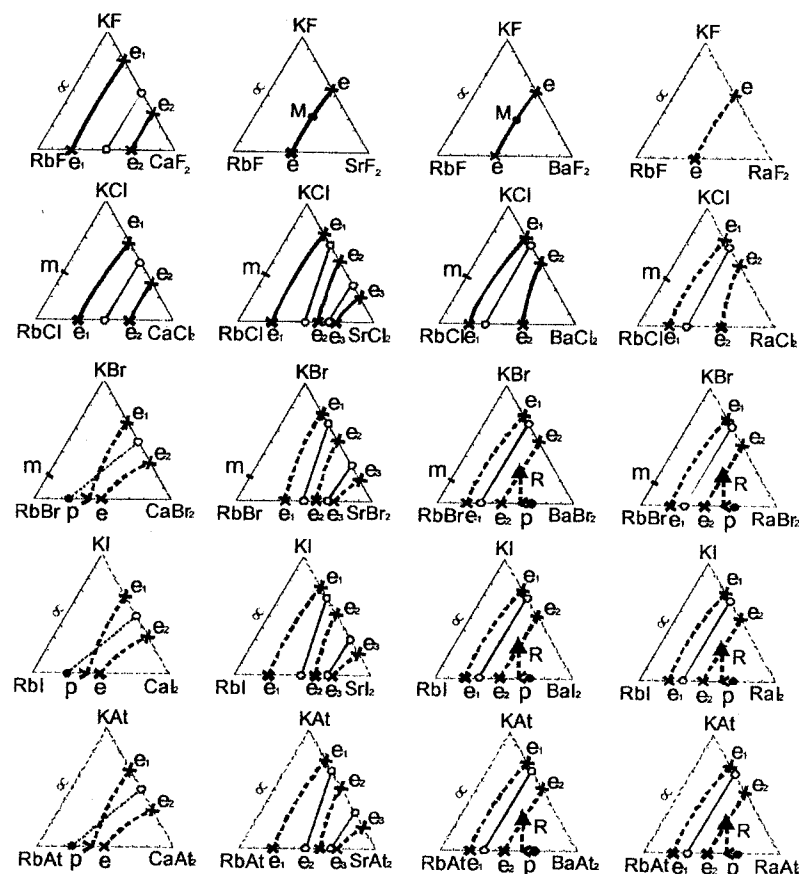 KF KF KF KF
e₁ e e e
∝ ∝ ∝ ∝
e₂ M M
RbF e₁ e₂ CaF₂ RbF e SrF₂ RbF e BaF₂ RbF e RaF₂
KCl KCl KCl KCl
e₁ e₁ e₁ e₁
m e₂ m e₂ m e₂ m e₂
e₃
RbCl e₁ e₂ CaCl₂ RbCl e₁ e₂ e₃ SrCl₂ RbCl e₁ e₂ BaCl₂ RbCl e₁ e₂ RaCl₂
KBr KBr KBr KBr
e₁ e₁ e₁ e₁
e₂ e₂ e₂ e₂
m m e₃ m R m R
RbBr p e CaBr₂ RbBr e₁ e₂ e₃ SrBr₂ RbBr e₁ e₂ p BaBr₂ RbBr e₁ e₂ p RaBr₂
KI KI KI KI
e₁ e₁ e₁ e₁
∝ e₂ ∝ e₂ ∝ e₂ ∝ e₂
e₃ R R
RbI p e CaI₂ RbI e₁ e₂ e₃ SrI₂ RbI e₁ e₂ p BaI₂ RbI e₁ e₂ p RaI₂
KAt KAt KAt KAt
e₁ e₁ e₁ e₁
∝ e₂ ∝ e₂ ∝ e₂ ∝ e₂
e₃ R R
RbAt p e CaAt₂ RbAt e₁ e₂ e₃ SrAt₂ RbAt e₁ e₂ p BaAt₂ RbAt e₁ e₂ p RaAt₂